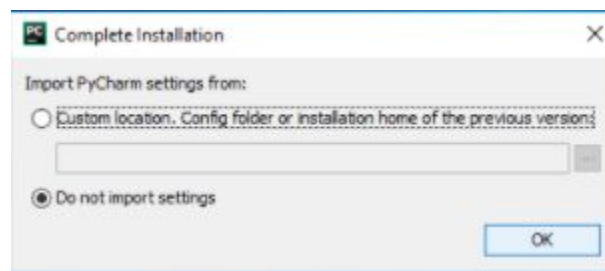 PC Complete Installation
Import PyCharm settings from:
Custom location. Config folder or installation home of the previous version:
...
Do not import settings
OK